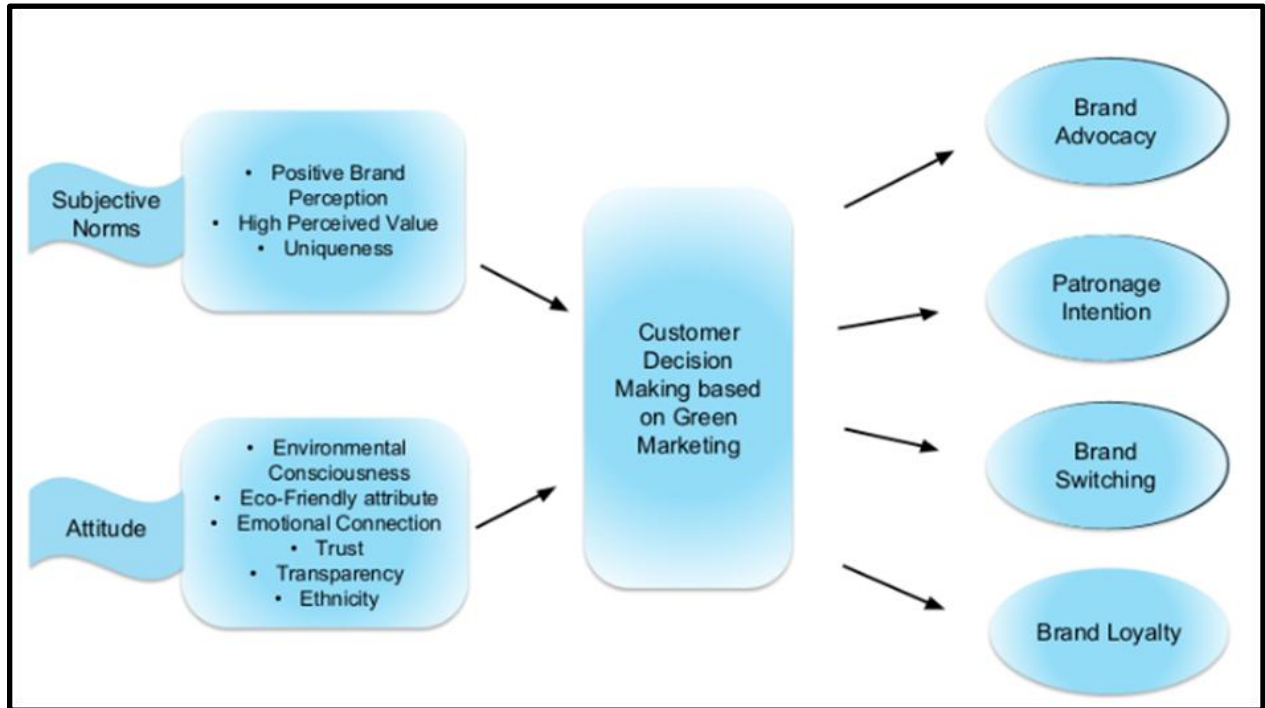 Subjective
Norms
• Positive Brand
Perception
• High Perceived Value
• Uniqueness
Attitude
• Environmental
Consciousness
• Eco-Friendly attribute
• Emotional Connection
• Trust
• Transparency
• Ethnicity
Customer
Decision
Making based
on Green
Marketing
Brand
Advocacy
Patronage
Intention
Brand
Switching
Brand Loyalty